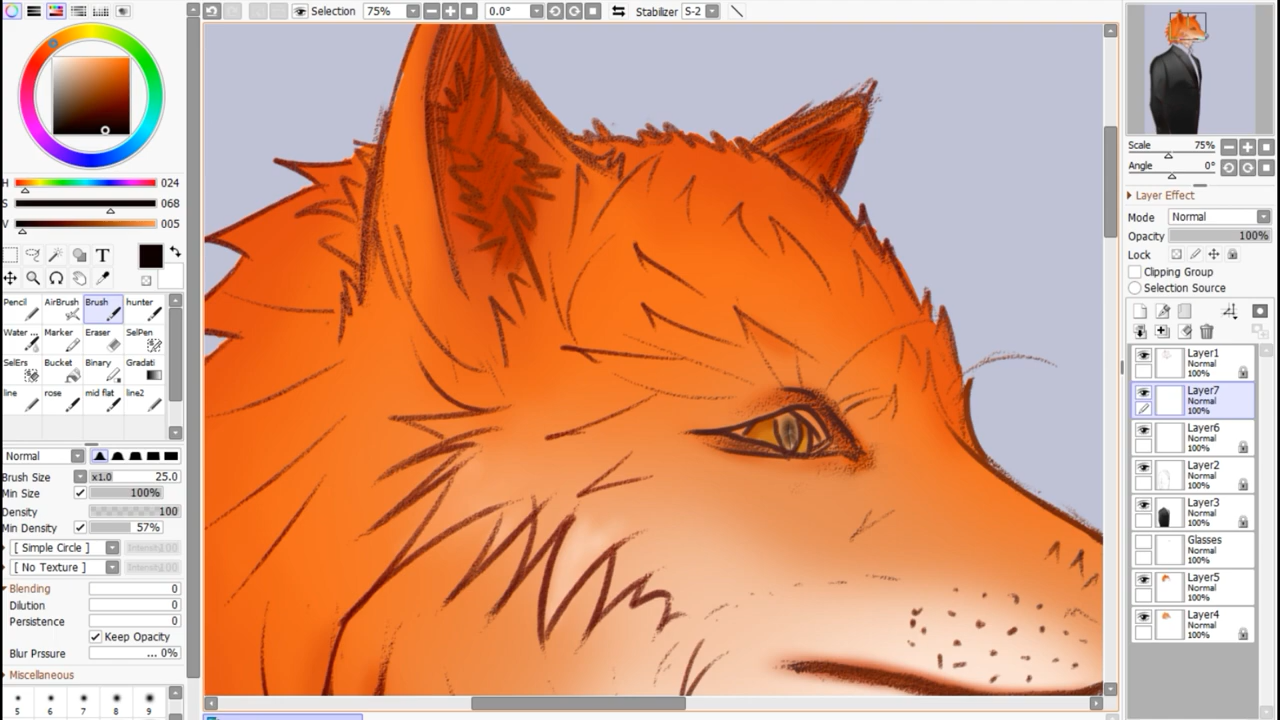 Selection 75% 0.0° Stabilizer S-2
H 024
S 068
V 005
T
Pencil AirBrush Brush hunter
Water ... Marker Eraser SelPen
SelErs Bucket Binary Gradati
line rose mid flat line2
Normal
Brush Size x1.0 25.0
Min Size 100%
Density 100
Min Density 57%
[ Simple Circle ]
[ No Texture ]
Blending 0
Dilution 0
Persistence 0
Keep Opacity
Blur Prssure ... 0%
Miscellaneous
5 6 7 8 9
Scale 75%
Angle 0°
Layer Effect
Mode Normal
Opacity 100%
Lock
Clipping Group
Selection Source
Layer1
Normal
100%
Layer7
Normal
100%
Layer6
Normal
100%
Layer2
Normal
100%
Layer3
Normal
100%
Glasses
Normal
100%
Layer5
Normal
100%
Layer4
Normal
100%